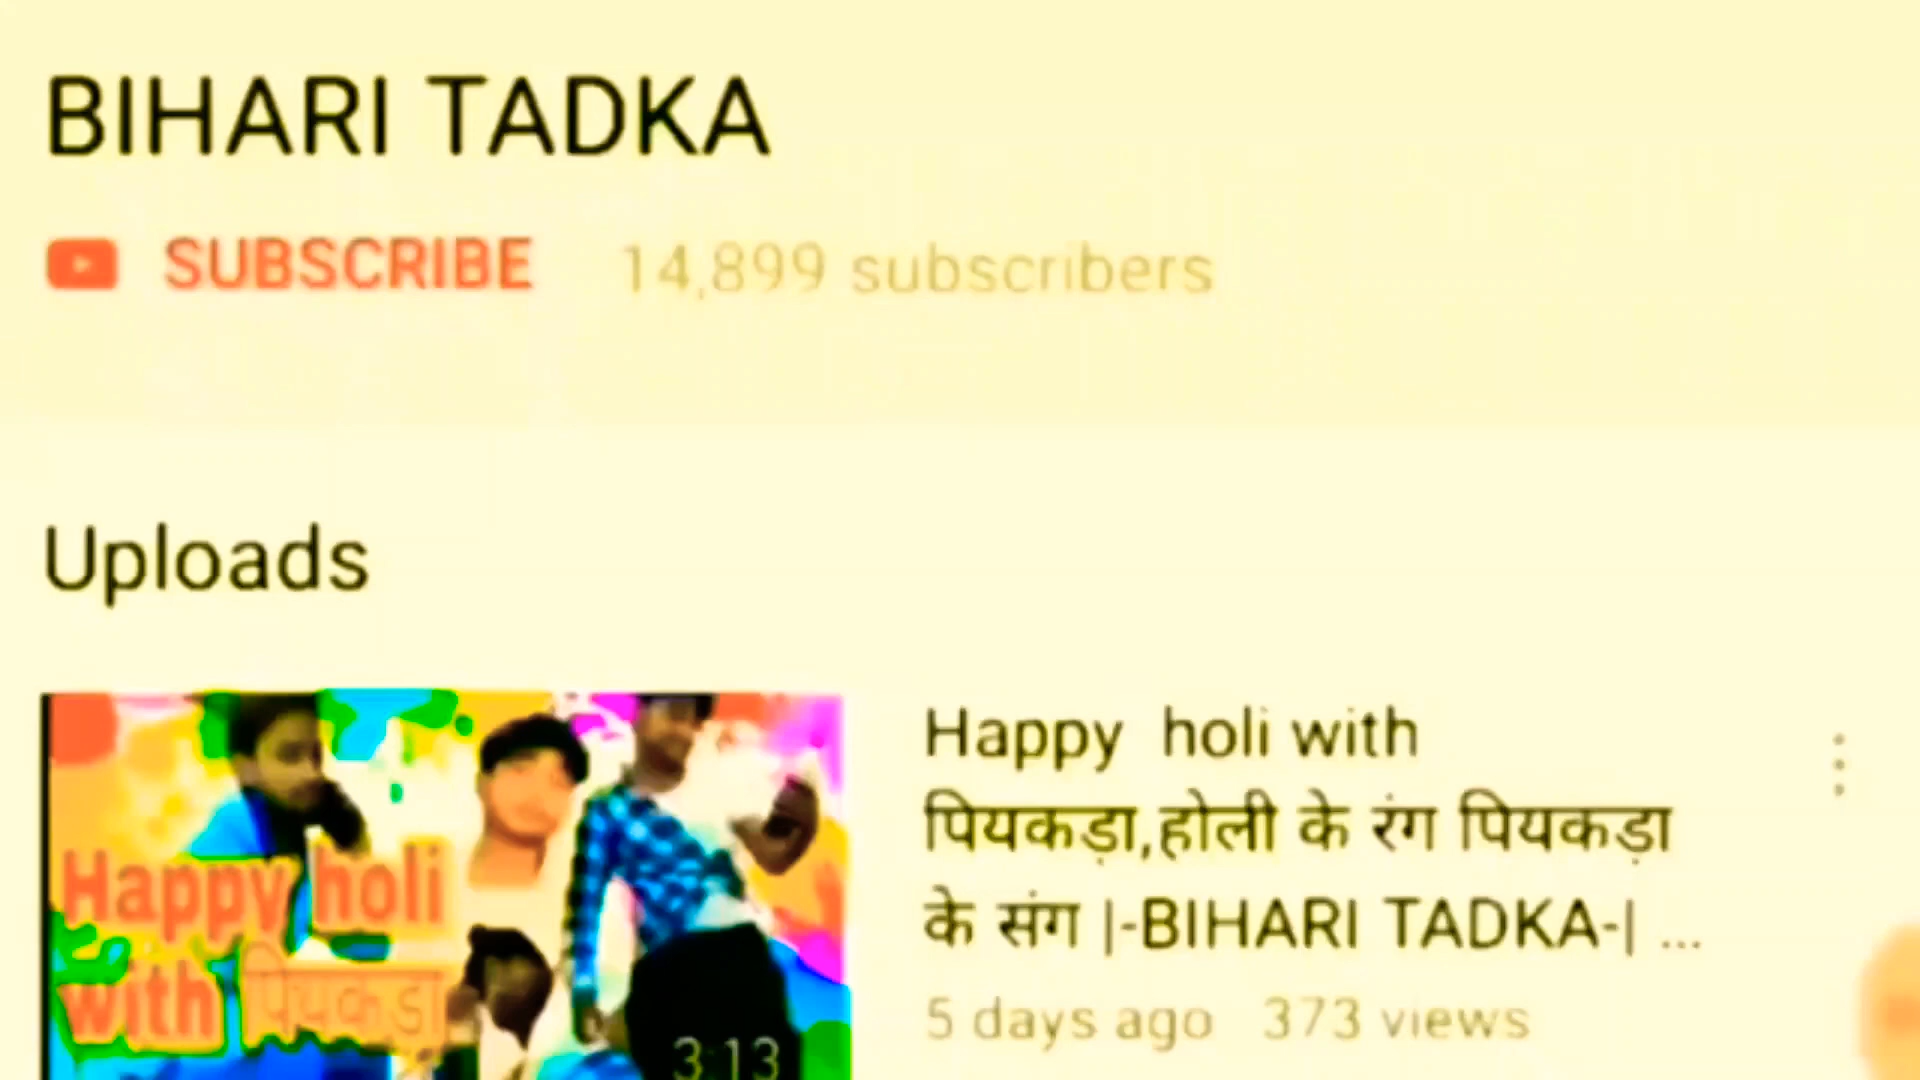 BIHARI TADKA
SUBSCRIBE 14,899 subscribers
Uploads
Happy holi with
पियकड़ा,होली के रंग पियकड़ा
के संग |-BIHARI TADKA-| ...
5 days ago 373 views
Happy holi
with पियकड़ा
3:13